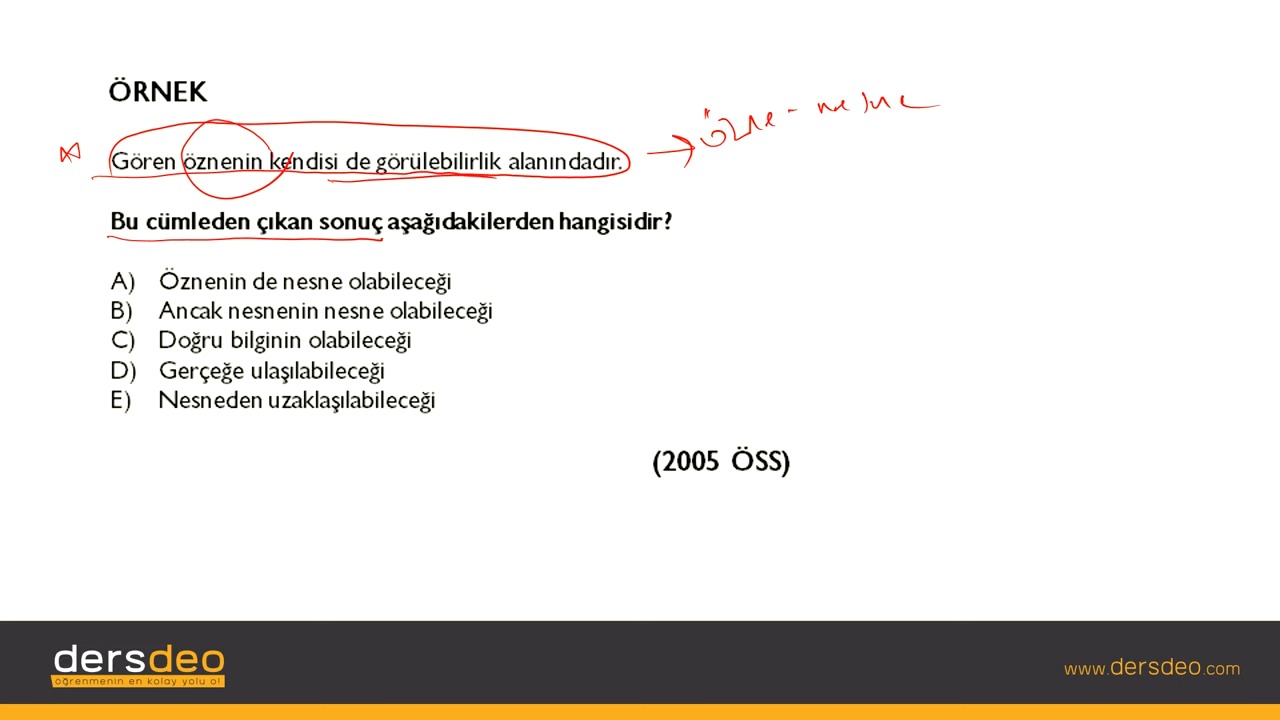 ÖRNEK
Özne - nesne
Gören öznenin kendisi de görülebilirlik alanındadır.
Bu cümleden çıkan sonuç aşağıdakilerden hangisidir?
A) Öznenin de nesne olabileceği
B) Ancak nesnenin nesne olabileceği
C) Doğru bilginin olabileceği
D) Gerçeğe ulaşılabileceği
E) Nesneden uzaklaşılabileceği
(2005 ÖSS)
dersdeo
öğrenmenin en kolay yolu o!
www.dersdeo.com